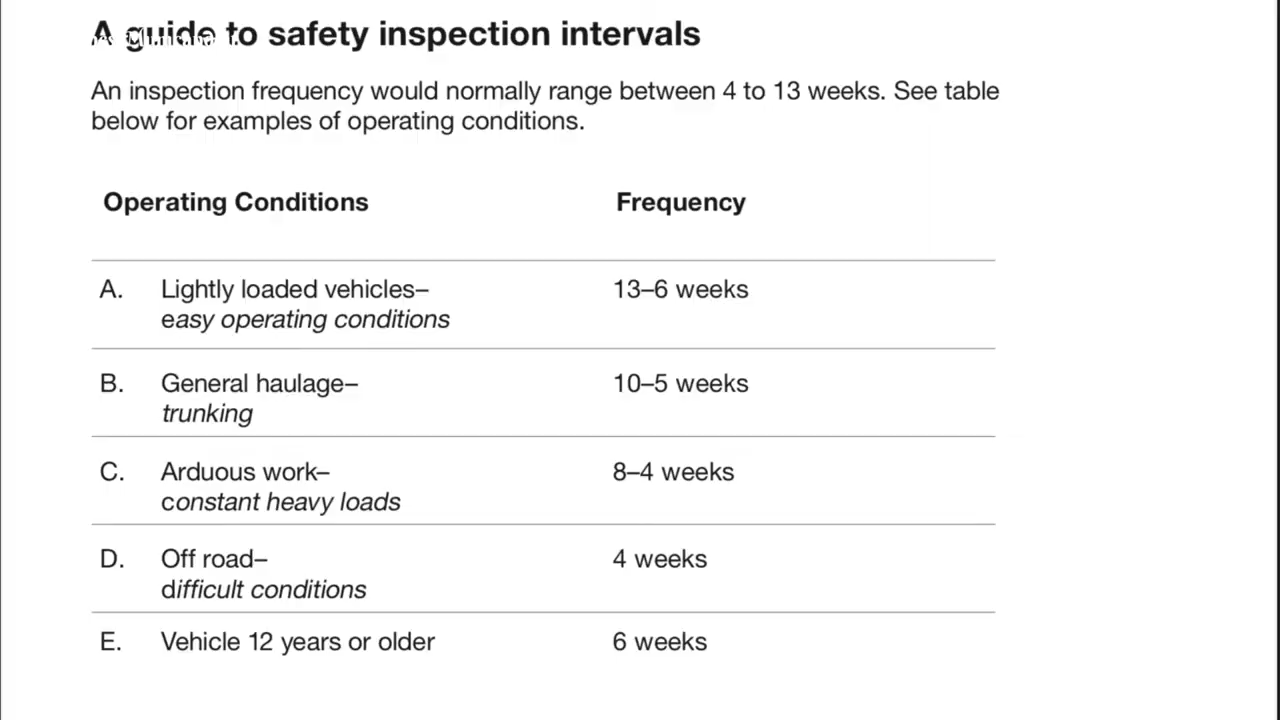 A guide to safety inspection intervals
An inspection frequency would normally range between 4 to 13 weeks. See table
below for examples of operating conditions.
Operating Conditions Frequency
A. Lightly loaded vehicles– 13–6 weeks
easy operating conditions
B. General haulage– 10–5 weeks
trunking
C. Arduous work– 8–4 weeks
constant heavy loads
D. Off road– 4 weeks
difficult conditions
E. Vehicle 12 years or older 6 weeks